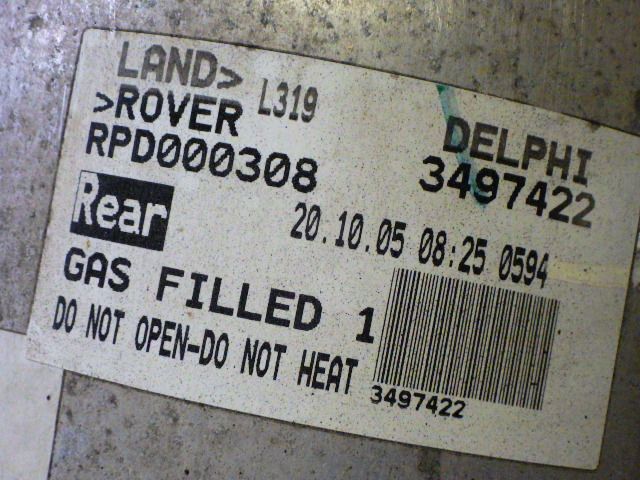 LAND> L319
>ROVER DELPHI
RPD000308 3497422
Rear 20.10.05 08:25 0594
GAS FILLED 1
DO NOT OPEN-DO NOT HEAT
3497422